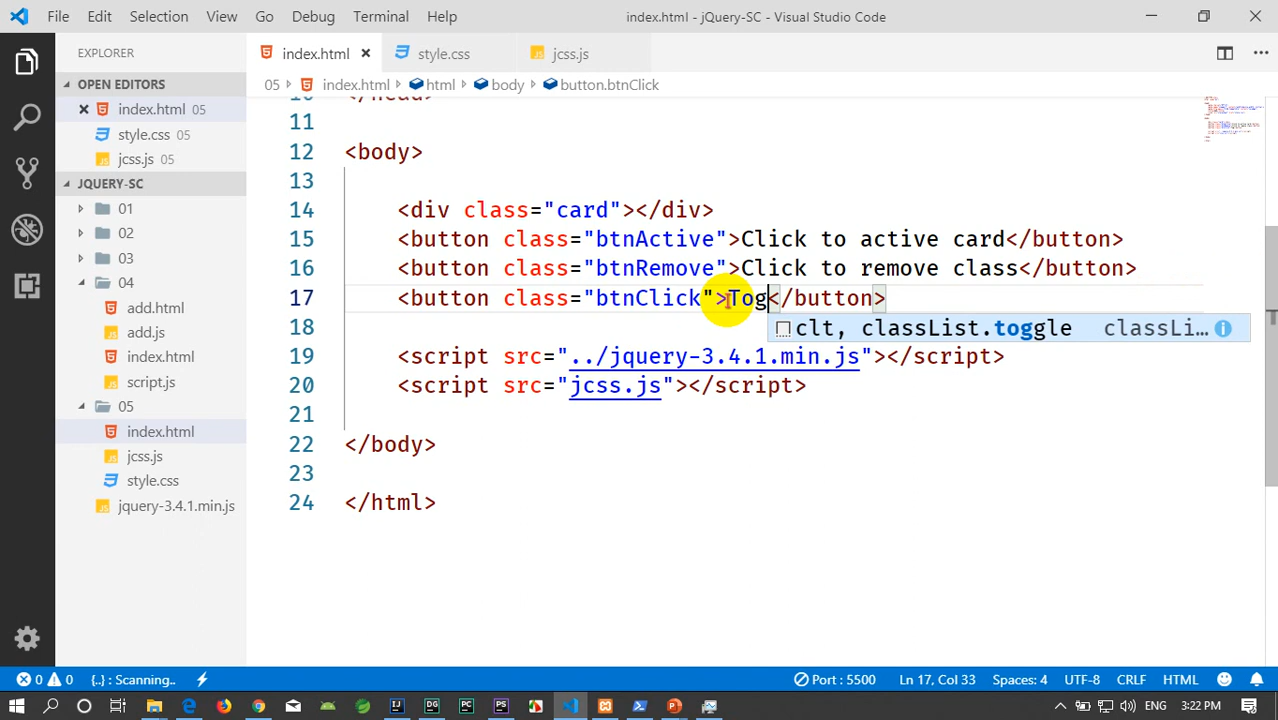 File Edit Selection View Go Debug Terminal Help index.html - jQuery-SC - Visual Studio Code
EXPLORER
index.html style.css jcss.js
OPEN EDITORS
05 index.html html body button.btnClick
index.html 05
style.css 05
jcss.js 05
JQUERY-SC
01
02
03
04
add.html
add.js
index.html
script.js
05
index.html
jcss.js
style.css
jquery-3.4.1.min.js
10 </head>
11
12 <body>
13
14 <div class="card"></div>
15 <button class="btnActive">Click to active card</button>
16 <button class="btnRemove">Click to remove class</button>
17 <button class="btnClick">Tog</button>
clt, classList.toggle classLi...
18
19 <script src="../jquery-3.4.1.min.js"></script>
20 <script src="jcss.js"></script>
21
22 </body>
23
24 </html>
0 0 {..} : Scanning.. Port : 5500 Ln 17, Col 33 Spaces: 4 UTF-8 CRLF HTML
ENG 3:22 PM